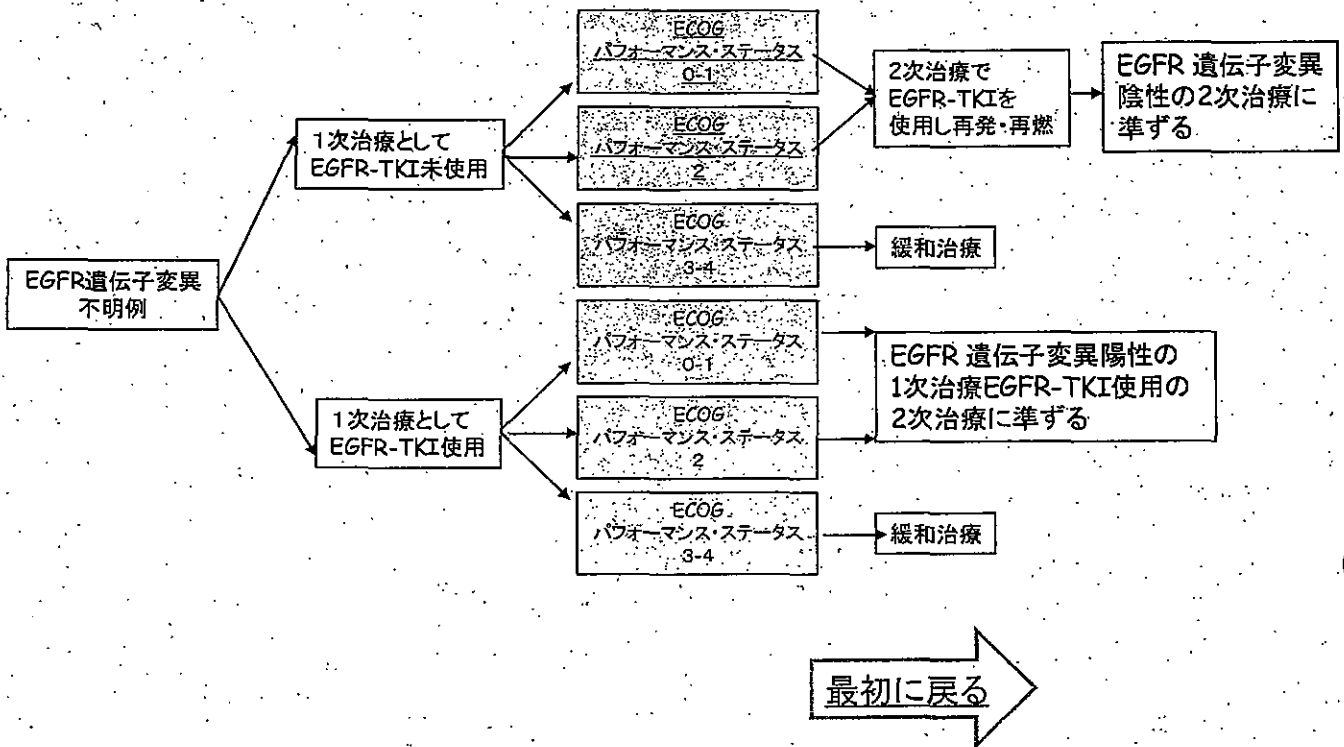 EGFR遺伝子変異
不明例
1次治療として
EGFR-TKI未使用
ECOG
パフォーマンス・ステータス
0-1
ECOG
パフォーマンス・ステータス
2
ECOG
パフォーマンス・ステータス
3-4
2次治療で
EGFR-TKIを
使用し再発・再燃
EGFR 遺伝子変異
陰性の2次治療に
準ずる
緩和治療
1次治療として
EGFR-TKI使用
ECOG
パフォーマンス・ステータス
0-1
ECOG
パフォーマンス・ステータス
2
ECOG
パフォーマンス・ステータス
3-4
EGFR 遺伝子変異陽性の
1次治療EGFR-TKI使用の
2次治療に準ずる
緩和治療
最初に戻る